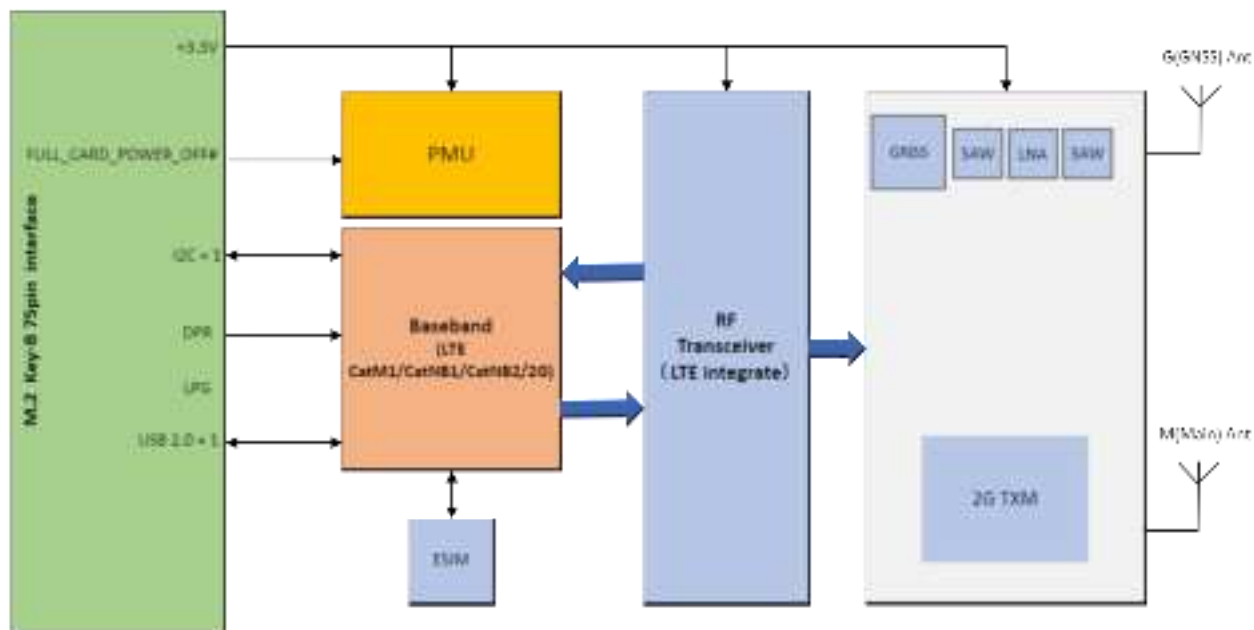 M.2 Key-B 75pin interface
+3.3V
FULL_CARD_POWER_OFF#
I2C × 1
DPR
LPG
USB 2.0 × 1
PMU
Baseband
(LTE
CatM1/CatNB1/CatNB2/2G)
ESIM
RF
Transceiver
(LTE integrate)
GNSS
SAW
LNA
SAW
2G TXM
G(GNSS) Ant
M(Main) Ant